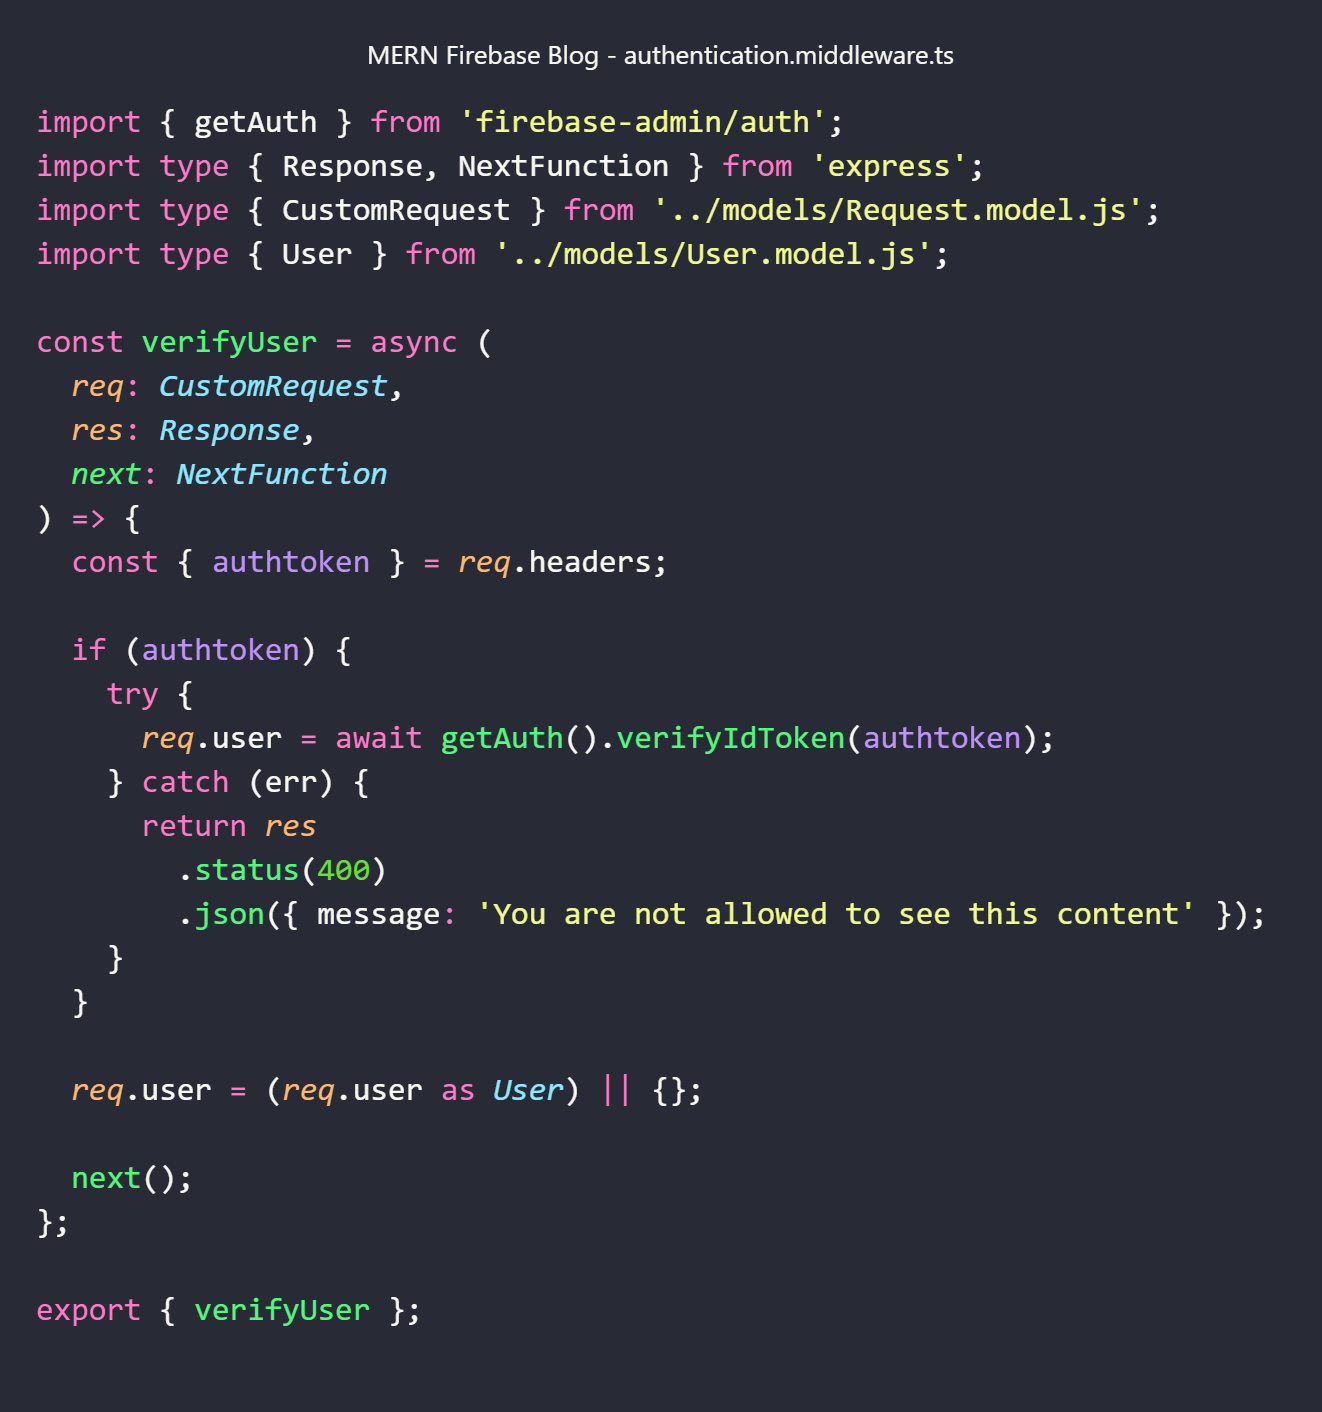 MERN Firebase Blog - authentication.middleware.ts
import { getAuth } from 'firebase-admin/auth';
import type { Response, NextFunction } from 'express';
import type { CustomRequest } from '../models/Request.model.js';
import type { User } from '../models/User.model.js';

const verifyUser = async (
  req: CustomRequest,
  res: Response,
  next: NextFunction
) => {
  const { authtoken } = req.headers;

  if (authtoken) {
    try {
      req.user = await getAuth().verifyIdToken(authtoken);
    } catch (err) {
      return res
        .status(400)
        .json({ message: 'You are not allowed to see this content' });
    }
  }

  req.user = (req.user as User) || {};

  next();
};

export { verifyUser };